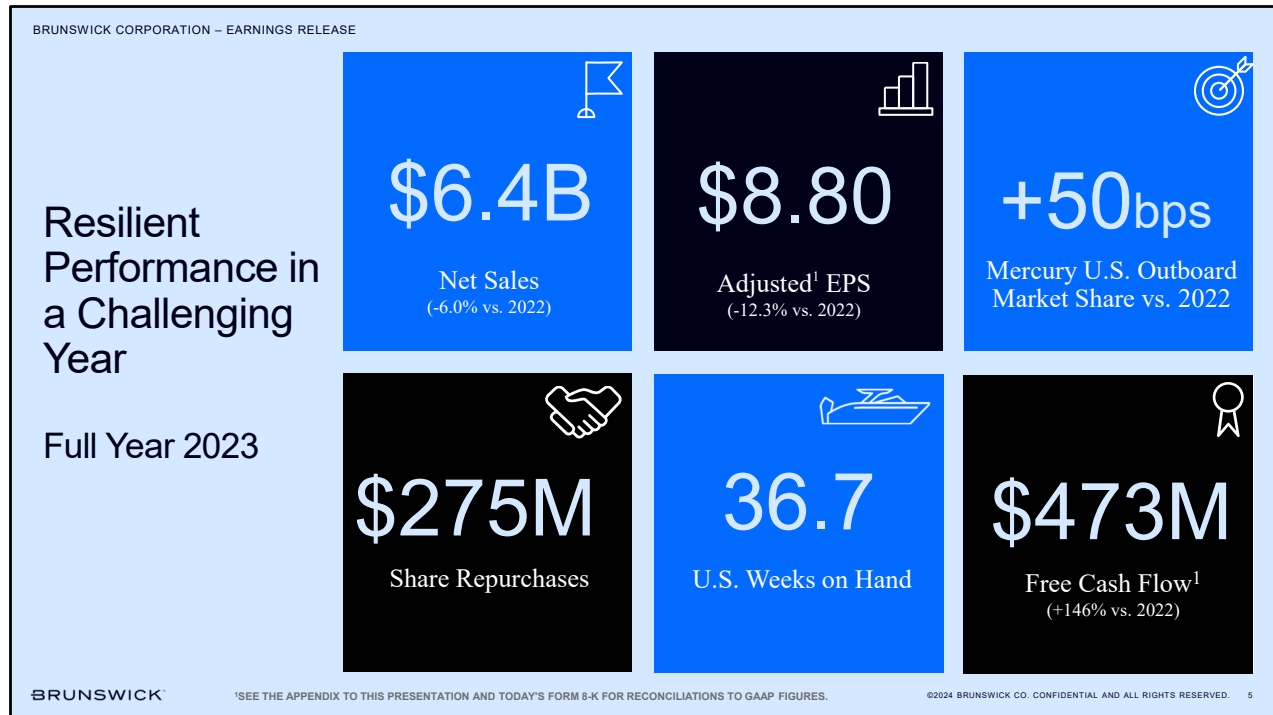 BRUNSWICK CORPORATION – EARNINGS RELEASE
Resilient
Performance in
a Challenging
Year
Full Year 2023
$6.4B
Net Sales
(-6.0% vs. 2022)
$8.80
Adjusted¹ EPS
(-12.3% vs. 2022)
+50bps
Mercury U.S. Outboard
Market Share vs. 2022
$275M
Share Repurchases
36.7
U.S. Weeks on Hand
$473M
Free Cash Flow¹
(+146% vs. 2022)
BRUNSWICK
¹SEE THE APPENDIX TO THIS PRESENTATION AND TODAY'S FORM 8-K FOR RECONCILIATIONS TO GAAP FIGURES.
©2024 BRUNSWICK CO. CONFIDENTIAL AND ALL RIGHTS RESERVED. 5